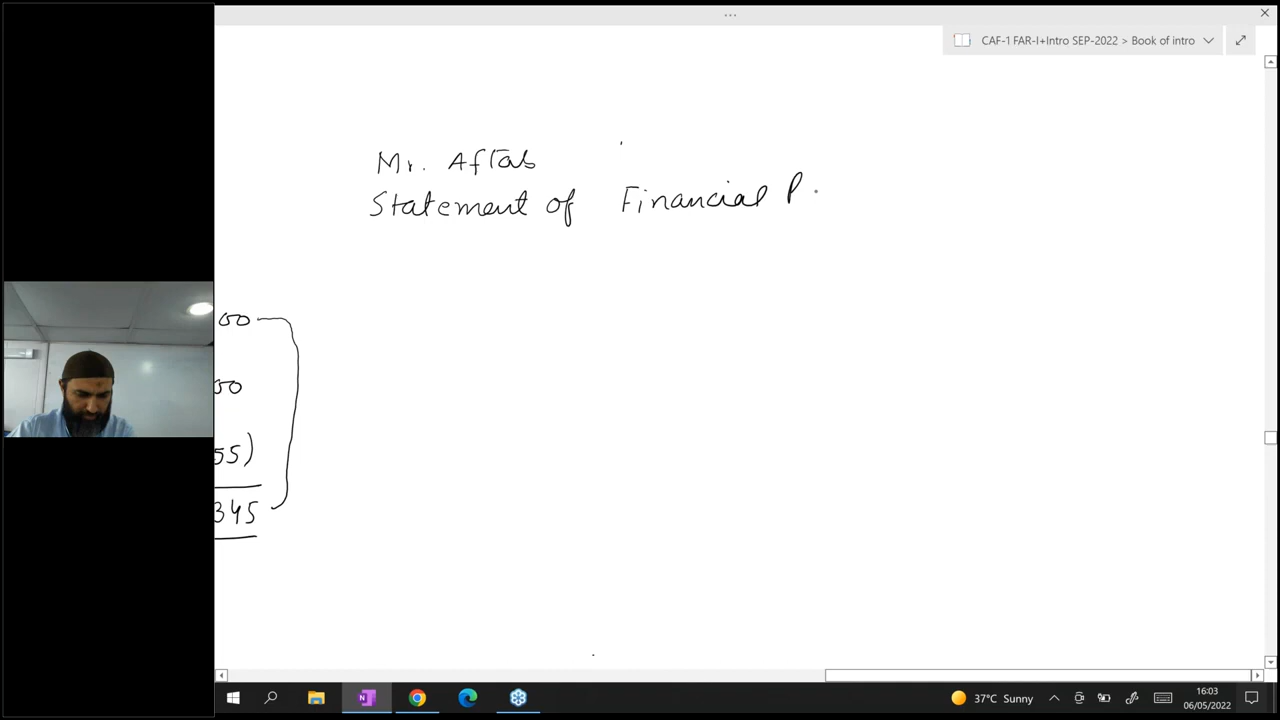 CAF-1 FAR-I+Intro SEP-2022 > Book of intro
Mr. Aftab
Statement of Financial P
00
00
55)
345
37°C Sunny
16:03
06/05/2022